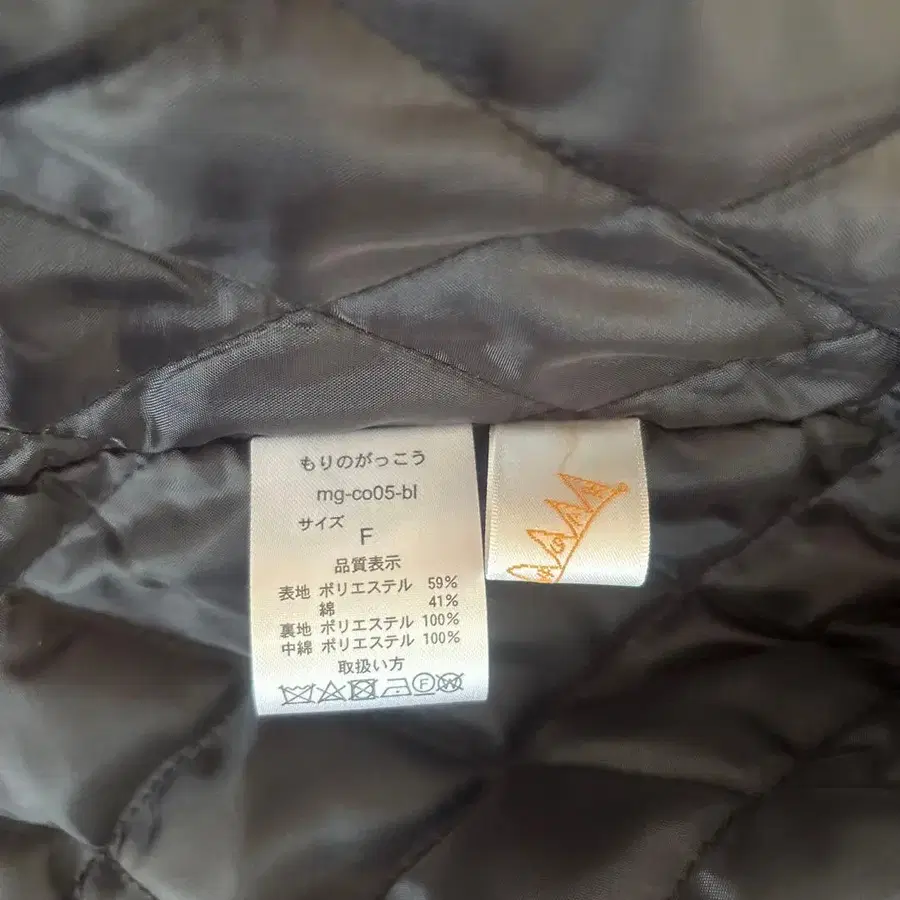 もりのがっこう
mg-co05-bl
サイズ
F
品質表示
表地 ポリエステル 59%
綿 41%
裏地 ポリエステル 100%
中綿 ポリエステル 100%
取扱い方
F W